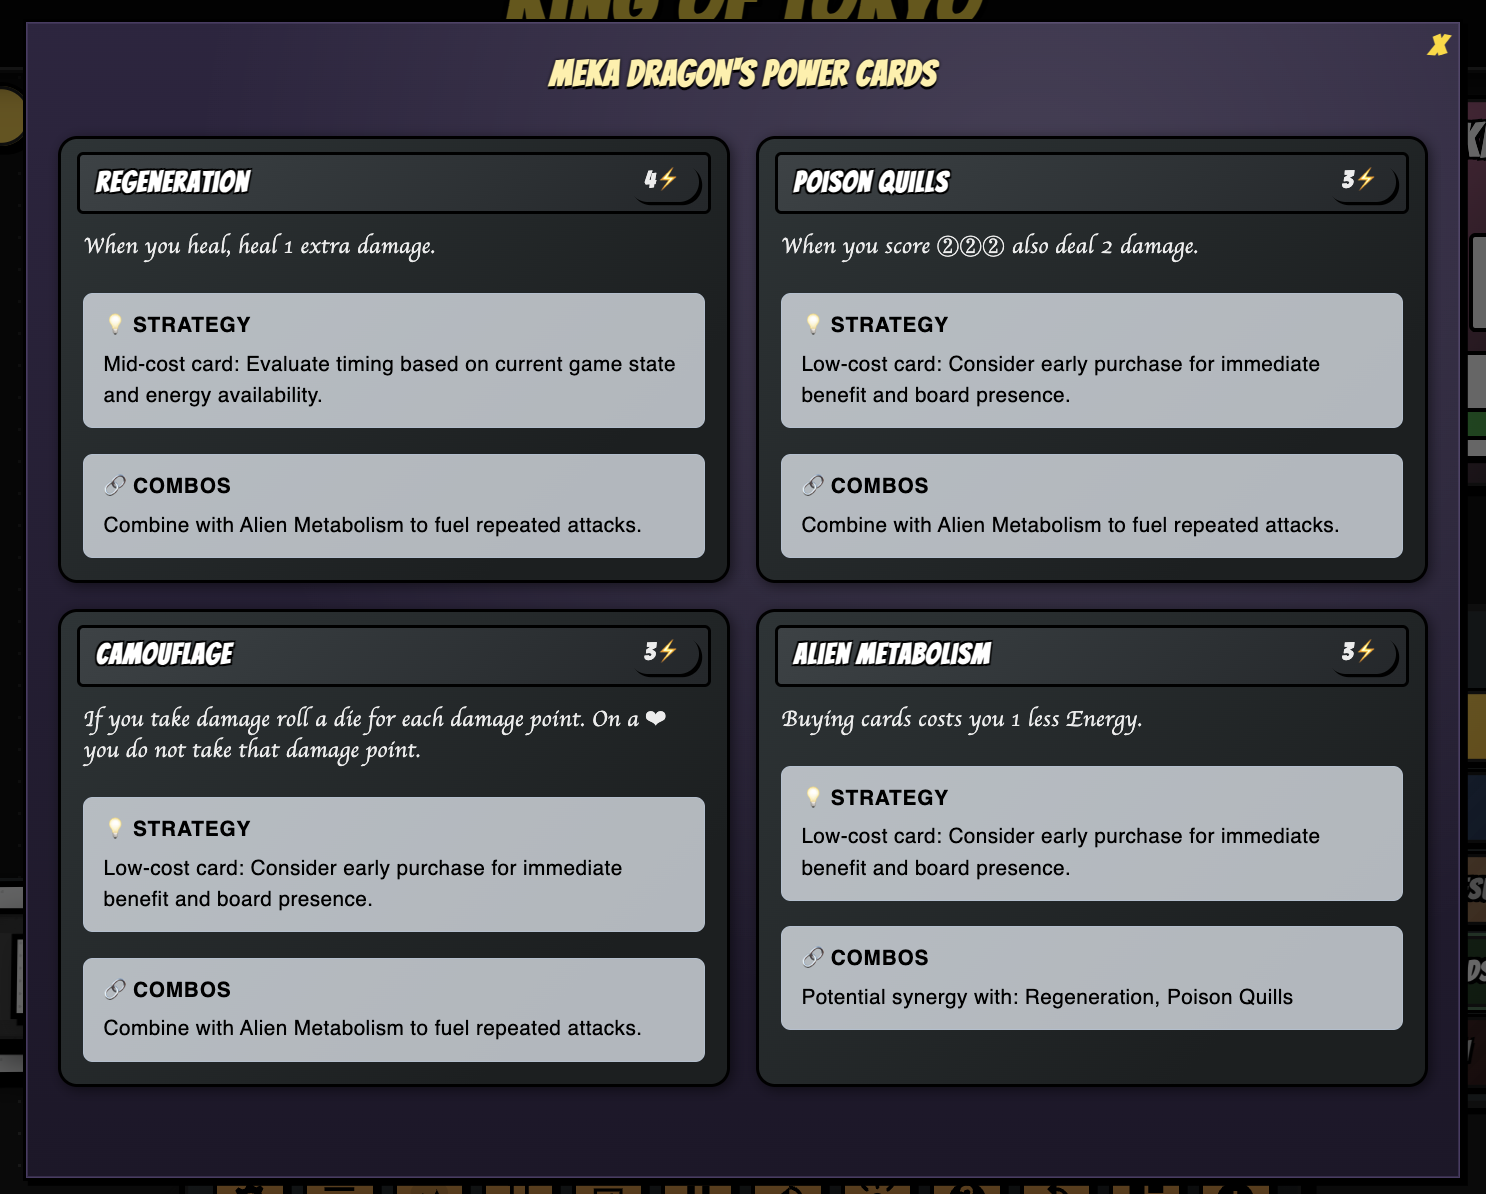 KING OF TOKYO
MEKA DRAGON'S POWER CARDS
X
REGENERATION
4⚡
When you heal, heal 1 extra damage.
💡 STRATEGY
Mid-cost card: Evaluate timing based on current game state
and energy availability.
🔗 COMBOS
Combine with Alien Metabolism to fuel repeated attacks.
POISON QUILLS
3⚡
When you score ②②② also deal 2 damage.
💡 STRATEGY
Low-cost card: Consider early purchase for immediate
benefit and board presence.
🔗 COMBOS
Combine with Alien Metabolism to fuel repeated attacks.
CAMOUFLAGE
3⚡
If you take damage roll a die for each damage point. On a ❤
you do not take that damage point.
💡 STRATEGY
Low-cost card: Consider early purchase for immediate
benefit and board presence.
🔗 COMBOS
Combine with Alien Metabolism to fuel repeated attacks.
ALIEN METABOLISM
3⚡
Buying cards costs you 1 less Energy.
💡 STRATEGY
Low-cost card: Consider early purchase for immediate
benefit and board presence.
🔗 COMBOS
Potential synergy with: Regeneration, Poison Quills